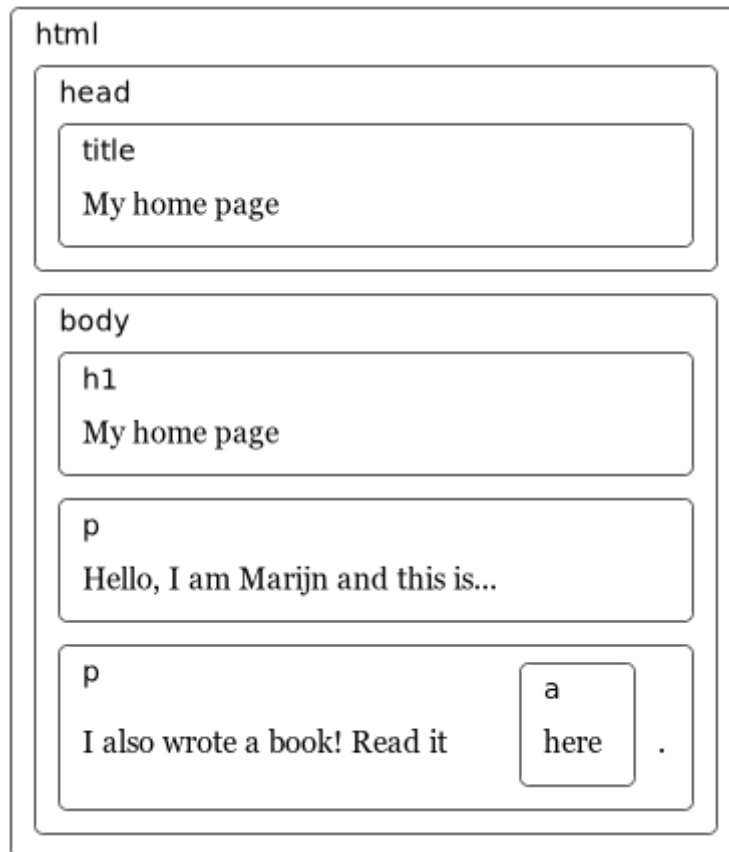 html
head
title
My home page
body
h1
My home page
p
Hello, I am Marijn and this is...
p
a
I also wrote a book! Read it here .